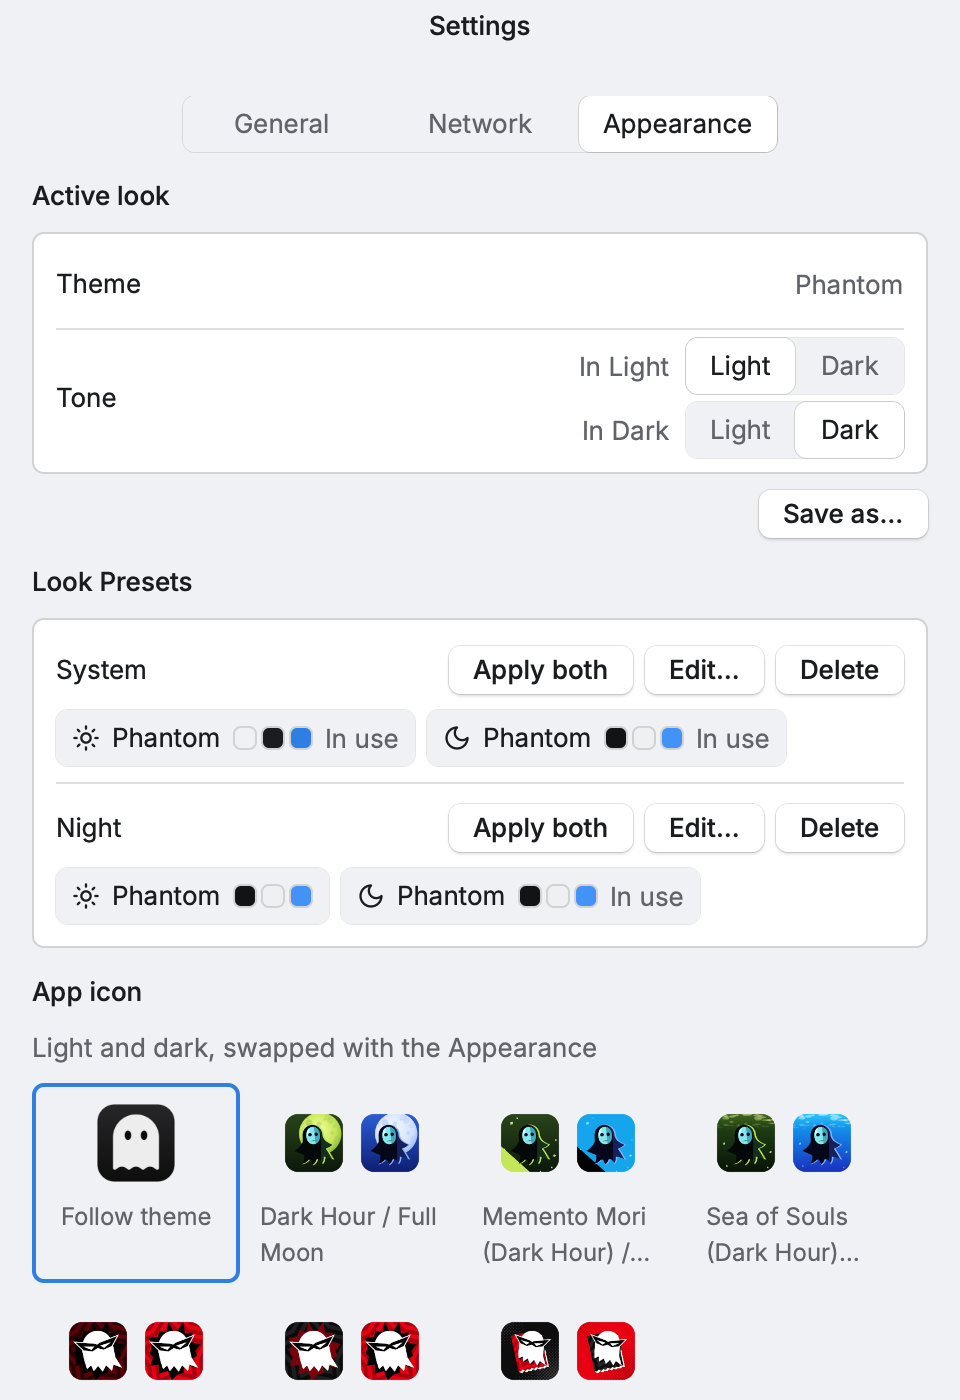 Settings
General Network Appearance
Active look
Theme Phantom
Tone
In Light Light Dark
In Dark Light Dark
Save as...
Look Presets
System Apply both Edit... Delete
Phantom In use Phantom In use
Night Apply both Edit... Delete
Phantom Phantom In use
App icon
Light and dark, swapped with the Appearance
Follow theme
Dark Hour / Full
Moon
Memento Mori
(Dark Hour) /...
Sea of Souls
(Dark Hour)...